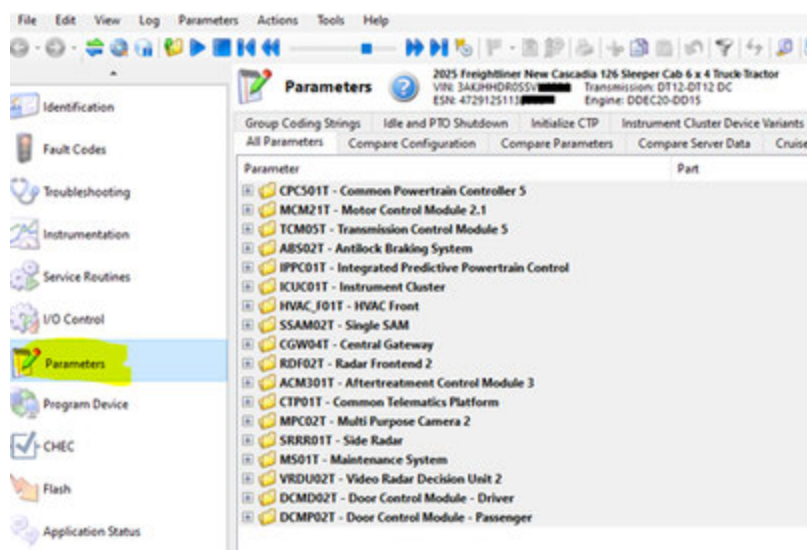 File Edit View Log Parameters Actions Tools Help
Parameters
2025 Freightliner New Cascadia 126 Sleeper Cab 6 x 4 Truck-Tractor
VIN: 3AKJHHDR0SSV Transmission: DT12-DT12 DC
ESN: 4729125113 Engine: DDEC20-DD15
Identification
Fault Codes
Troubleshooting
Instrumentation
Service Routines
I/O Control
Parameters
Program Device
CHEC
Flash
Application Status
Group Coding Strings Idle and PTO Shutdown Initialize CTP Instrument Cluster Device Variants
All Parameters Compare Configuration Compare Parameters Compare Server Data Cruise
Parameter Part
CPC501T - Common Powertrain Controller 5
MCM21T - Motor Control Module 2.1
TCM05T - Transmission Control Module 5
ABS02T - Antilock Braking System
IPPC01T - Integrated Predictive Powertrain Control
ICUC01T - Instrument Cluster
HVAC_F01T - HVAC Front
SSAM02T - Single SAM
CGW04T - Central Gateway
RDF02T - Radar Frontend 2
ACM301T - Aftertreatment Control Module 3
CTP01T - Common Telematics Platform
MPC02T - Multi Purpose Camera 2
SRRR01T - Side Radar
MS01T - Maintenance System
VRDU02T - Video Radar Decision Unit 2
DCMD02T - Door Control Module - Driver
DCMP02T - Door Control Module - Passenger